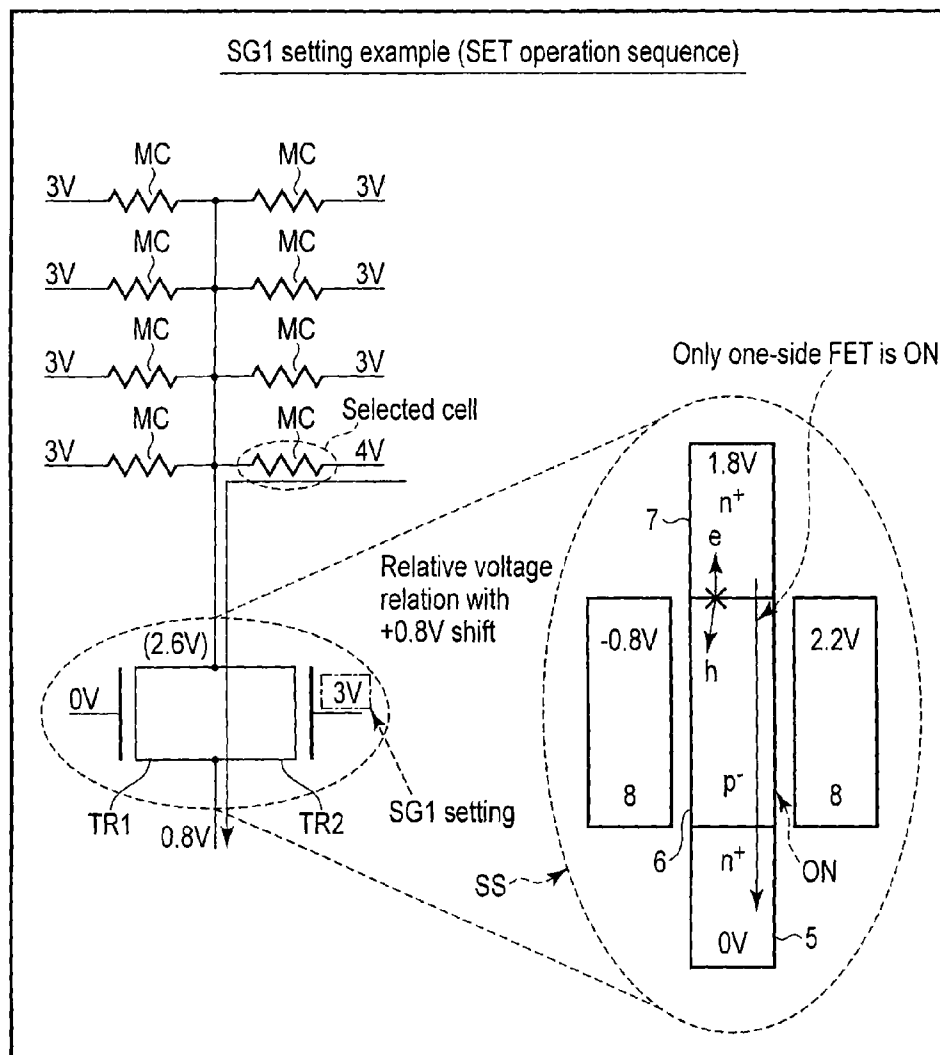 SG1 setting example (SET operation sequence)
MC MC
3V 3V
MC MC
3V 3V
MC MC
3V 3V
Only one-side FET is ON
MC MC Selected cell
3V 4V
1.8V
n+
7
e
Relative voltage
relation with
+0.8V shift
(2.6V)
-0.8V 2.2V
h
0V 3V
p-
8 8
TR1 TR2 SG1 setting
6
0.8V
n+ ON
SS
0V 5